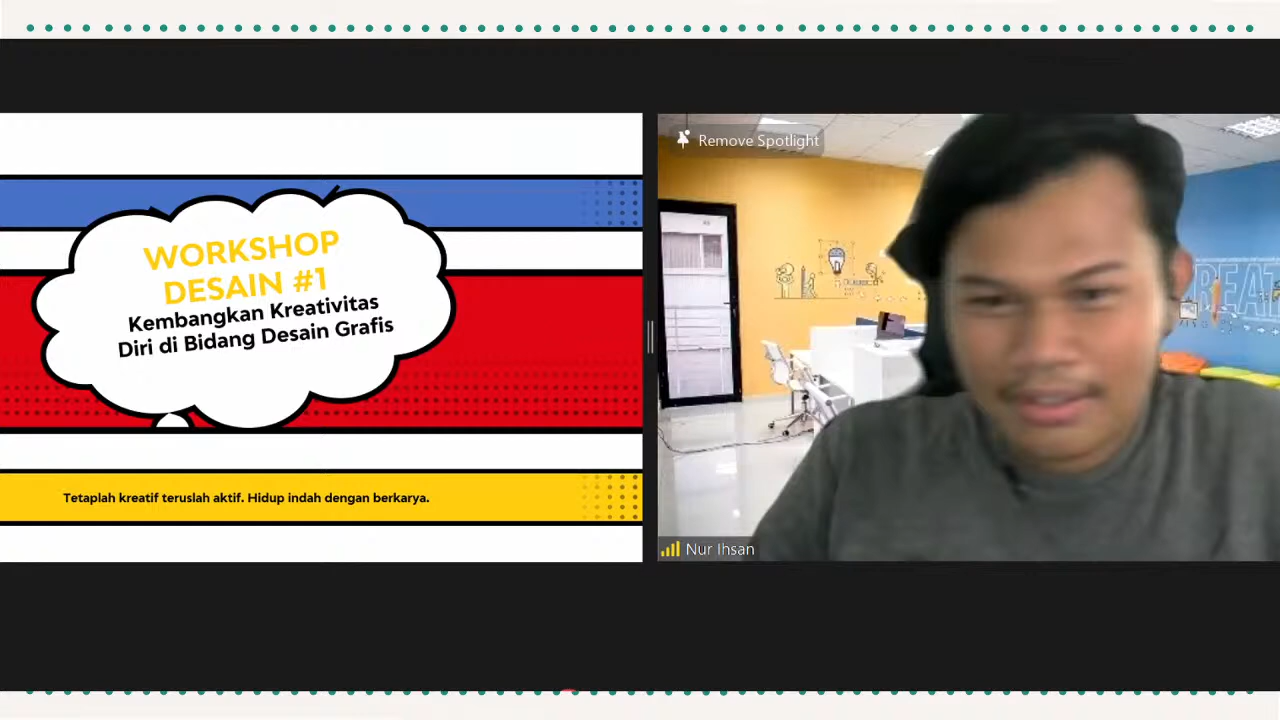 WORKSHOP
DESAIN #1
Kembangkan Kreativitas
Diri di Bidang Desain Grafis
Tetaplah kreatif teruslah aktif. Hidup indah dengan berkarya.
Remove Spotlight
Nur Ihsan